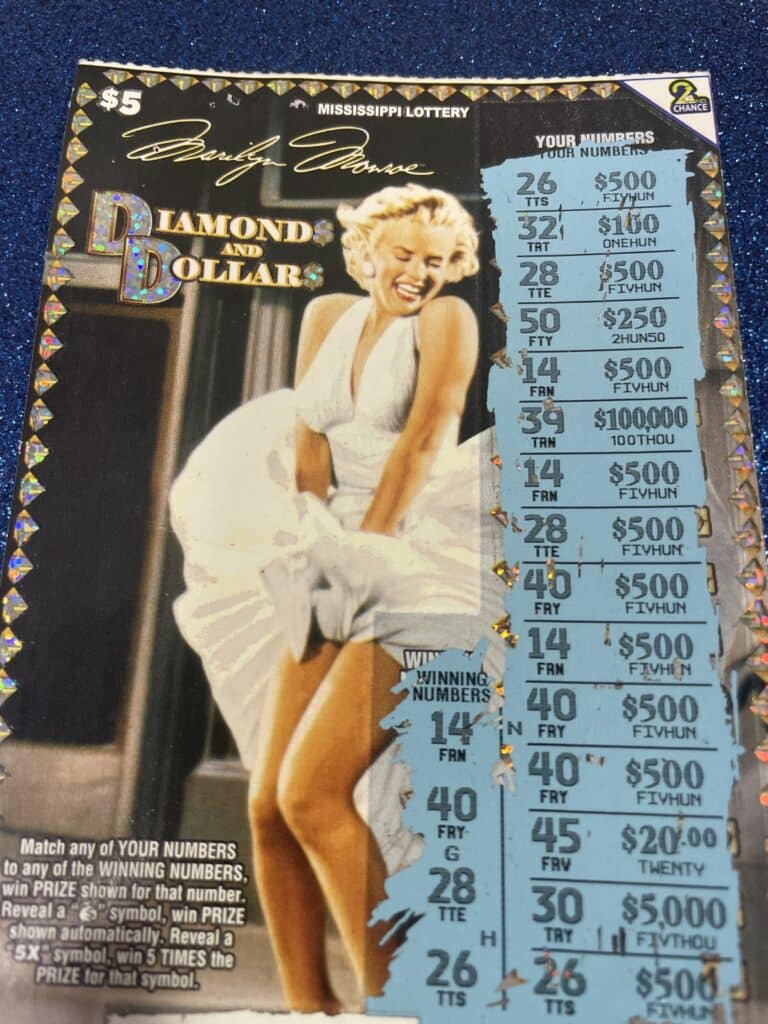 $5
MISSISSIPPI LOTTERY
2nd CHANCE
Marilyn Monroe
DIAMOND$
AND
DOLLAR$
YOUR NUMBERS
YOUR NUMBERS
26 $500
TTS FIVHUN
32 $100
TRT ONEHUN
28 $500
TTE FIVHUN
50 $250
FTY 2HUN50
14 $500
FRN FIVHUN
39 $100,000
TRN 100THOU
14 $500
FRN FIVHUN
28 $500
TTE FIVHUN
40 $500
FRY FIVHUN
14 $500
FRN FIVHUN
40 $500
FRY FIVHUN
40 $500
FRY FIVHUN
45 $20.00
FRV TWENTY
30 $5,000
TRY FIVTHOU
26 $500
TTS FIVHUN
WINNING
NUMBERS
14
FRN
N
40
FRY
G
28
TTE
H
26
TTS
Match any of YOUR NUMBERS
to any of the WINNING NUMBERS,
win PRIZE shown for that number.
Reveal a " " symbol, win PRIZE
shown automatically. Reveal a
"5X" symbol, win 5 TIMES the
PRIZE for that symbol.